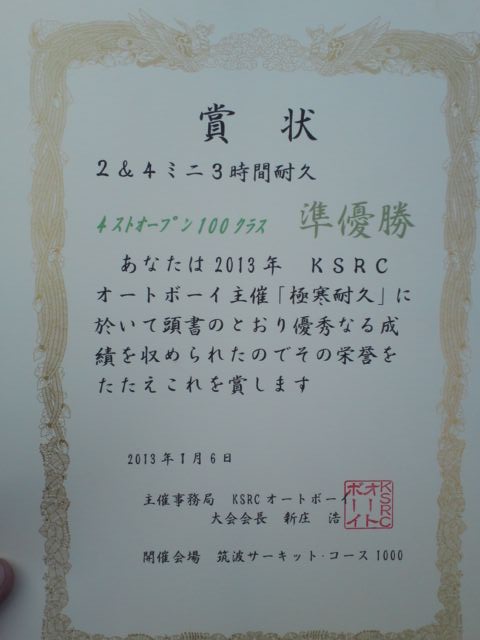 賞 状
2＆4ミニ3時間耐久
4ストオープン100クラス 準優勝
あなたは2013年 KSRC
オートボーイ主催「極寒耐久」に
於いて頭書のとおり優秀なる成
績を収められたのでその栄誉を
たたえこれを賞します
2013年1月6日
主催事務局 KSRCオートボーイ
大会会長 新庄 浩
KSRC
オート
ボーイ
開催会場 筑波サーキット・コース1000